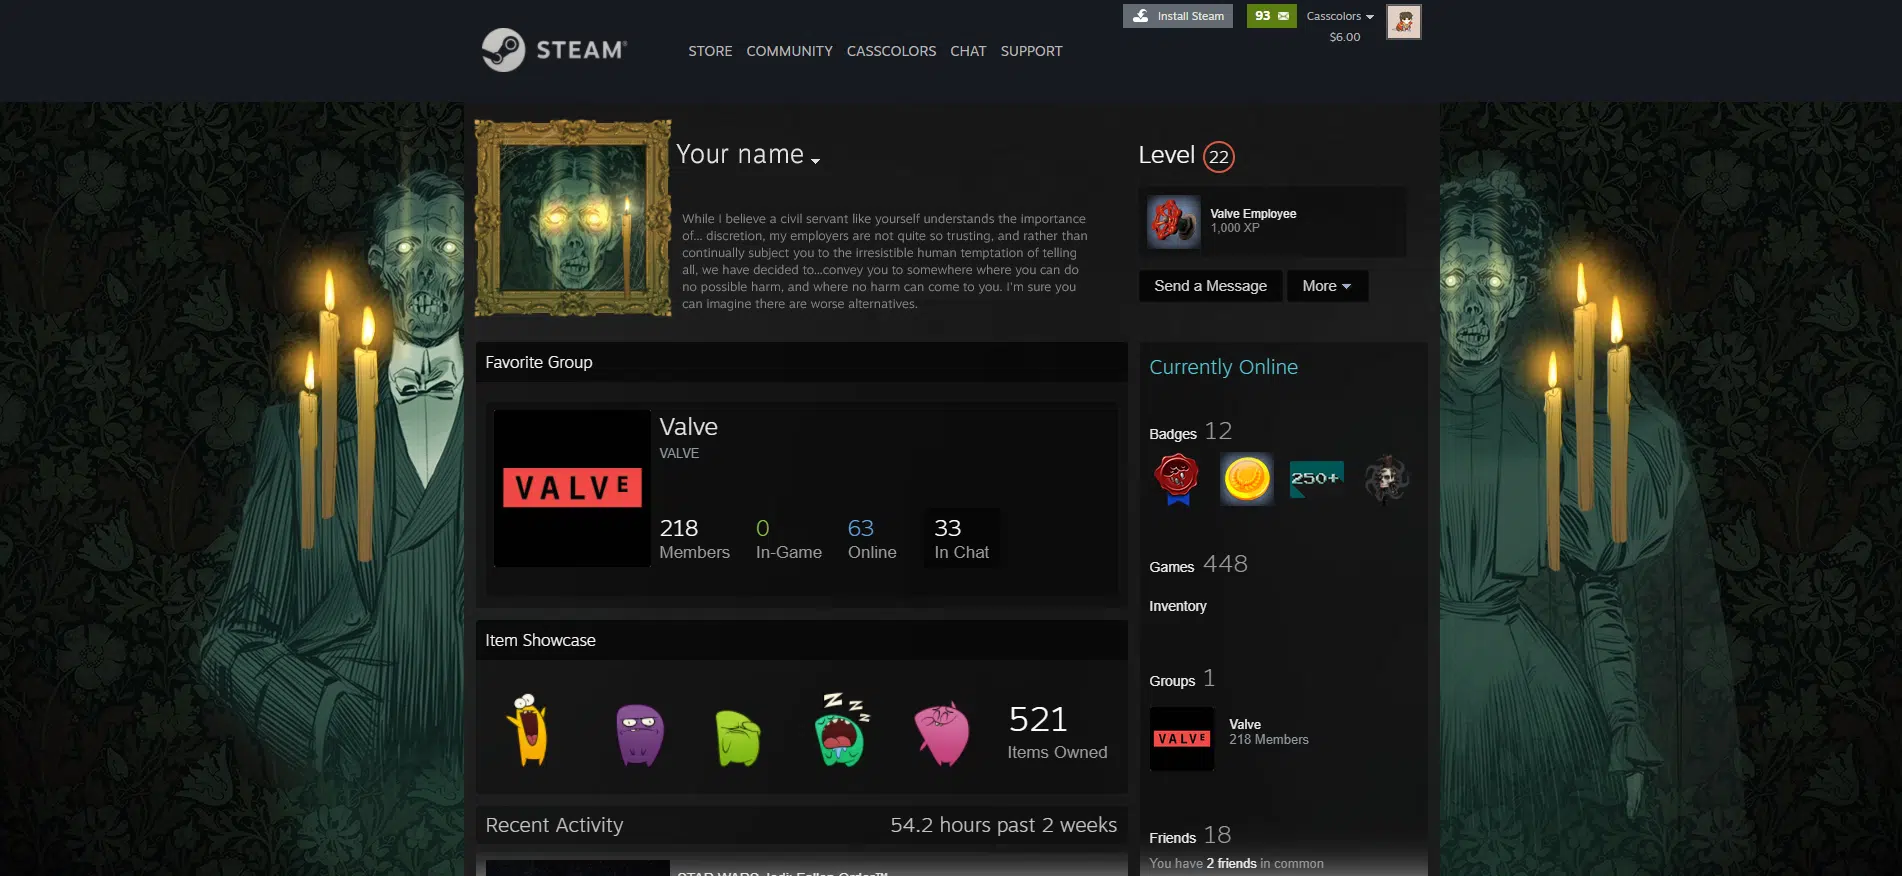 Install Steam
93
Casscolors
$6.00
STEAM®
STORE COMMUNITY CASSCOLORS CHAT SUPPORT
Your name
While I believe a civil servant like yourself understands the importance
of... discretion, my employers are not quite so trusting, and rather than
continually subject you to the irresistible human temptation of telling
all, we have decided to...convey you to somewhere where you can do
no possible harm, and where no harm can come to you. I'm sure you
can imagine there are worse alternatives.
Level 22
Valve Employee
1,000 XP
Send a Message
More
Favorite Group
VALVE
Valve
VALVE
218 Members
0 In-Game
63 Online
33 In Chat
Item Showcase
Z Z Z
521
Items Owned
Recent Activity
54.2 hours past 2 weeks
STAR WARS Jedi: Fallen Order™
Currently Online
Badges 12
250+
Games 448
Inventory
Groups 1
VALVE
Valve
218 Members
Friends 18
You have 2 friends in common